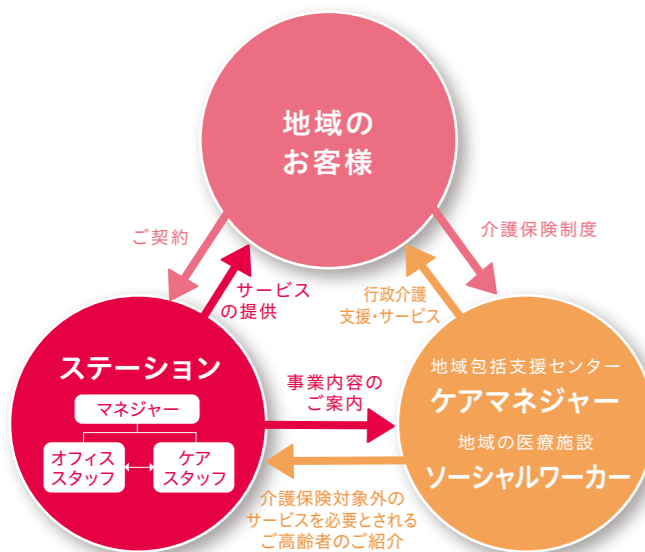 地域の
お客様
ご契約
介護保険制度
サービス
の提供
行政介護
支援・サービス
ステーション
マネジャー
オフィス
スタッフ
ケア
スタッフ
事業内容の
ご案内
地域包括支援センター
ケアマネジャー
地域の医療施設
ソーシャルワーカー
介護保険対象外の
サービスを必要とされる
ご高齢者のご紹介